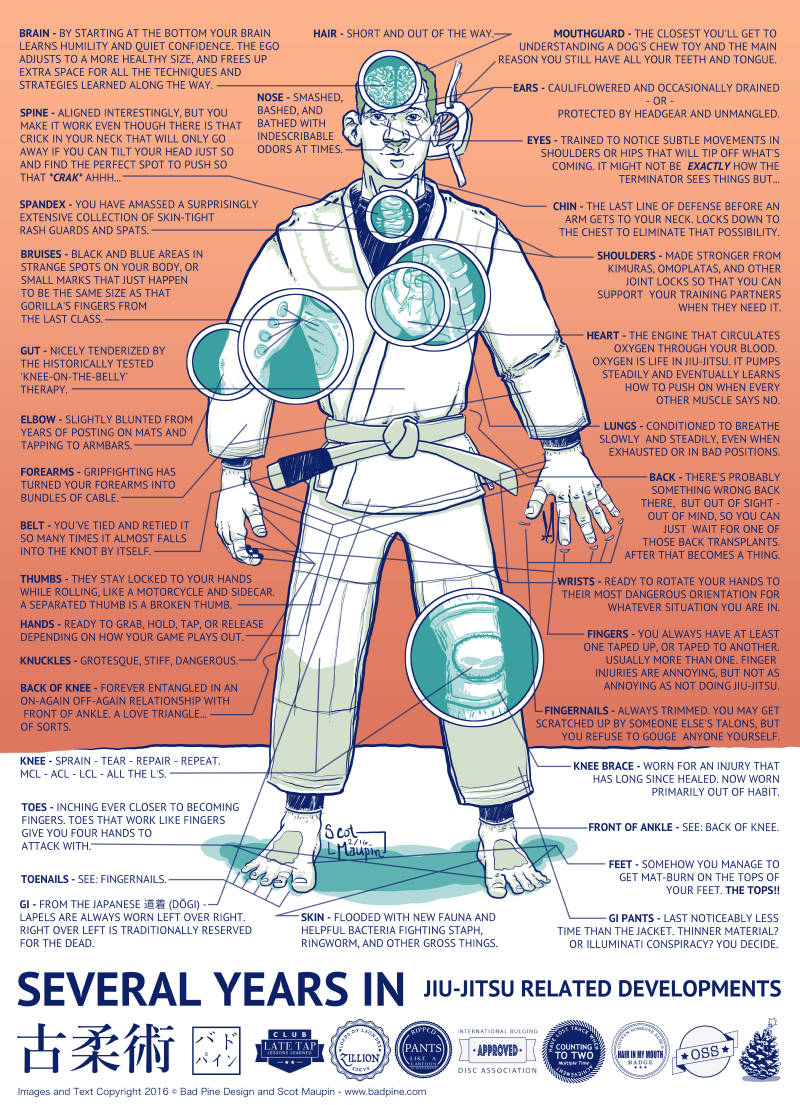 BRAIN - BY STARTING AT THE BOTTOM YOUR BRAIN
LEARNS HUMILITY AND QUIET CONFIDENCE. THE EGO
ADJUSTS TO A MORE HEALTHY SIZE, AND FREES UP
EXTRA SPACE FOR ALL THE TECHNIQUES AND
STRATEGIES LEARNED ALONG THE WAY.
HAIR - SHORT AND OUT OF THE WAY.
MOUTHGUARD - THE CLOSEST YOU'LL GET TO
UNDERSTANDING A DOG'S CHEW TOY AND THE MAIN
REASON YOU STILL HAVE ALL YOUR TEETH AND TONGUE.
EARS - CAULIFLOWERED AND OCCASIONALLY DRAINED
- OR -
PROTECTED BY HEADGEAR AND UNMANGLED.
NOSE - SMASHED,
BASHED, AND
BATHED WITH
INDESCRIBABLE
ODORS AT TIMES.
SPINE - ALIGNED INTERESTINGLY, BUT YOU
MAKE IT WORK EVEN THOUGH THERE IS THAT
CRICK IN YOUR NECK THAT WILL ONLY GO
AWAY IF YOU CAN TILT YOUR HEAD JUST SO
AND FIND THE PERFECT SPOT TO PUSH SO
THAT *CRAK* AHHH...
EYES - TRAINED TO NOTICE SUBTLE MOVEMENTS IN
SHOULDERS OR HIPS THAT WILL TIP OFF WHAT'S
COMING. IT MIGHT NOT BE EXACTLY HOW THE
TERMINATOR SEES THINGS BUT...
SPANDEX - YOU HAVE AMASSED A SURPRISINGLY
EXTENSIVE COLLECTION OF SKIN-TIGHT
RASH GUARDS AND SPATS.
CHIN - THE LAST LINE OF DEFENSE BEFORE AN
ARM GETS TO YOUR NECK. LOCKS DOWN TO
THE CHEST TO ELIMINATE THAT POSSIBILITY.
BRUISES - BLACK AND BLUE AREAS IN
STRANGE SPOTS ON YOUR BODY, OR
SMALL MARKS THAT JUST HAPPEN
TO BE THE SAME SIZE AS THAT
GORILLA'S FINGERS FROM
THE LAST CLASS.
SHOULDERS - MADE STRONGER FROM
KIMURAS, OMOPLATAS, AND OTHER
JOINT LOCKS SO THAT YOU CAN
SUPPORT YOUR TRAINING PARTNERS
WHEN THEY NEED IT.
GUT - NICELY TENDERIZED BY
THE HISTORICALLY TESTED
'KNEE-ON-THE-BELLY'
THERAPY.
HEART - THE ENGINE THAT CIRCULATES
OXYGEN THROUGH YOUR BLOOD.
OXYGEN IS LIFE IN JIU-JITSU. IT PUMPS
STEADILY AND EVENTUALLY LEARNS
HOW TO PUSH ON WHEN EVERY
OTHER MUSCLE SAYS NO.
ELBOW - SLIGHTLY BLUNTED FROM
YEARS OF POSTING ON MATS AND
TAPPING TO ARMBARS.
LUNGS - CONDITIONED TO BREATHE
SLOWLY AND STEADILY, EVEN WHEN
EXHAUSTED OR IN BAD POSITIONS.
FOREARMS - GRIPFIGHTING HAS
TURNED YOUR FOREARMS INTO
BUNDLES OF CABLE.
BACK - THERE'S PROBABLY
SOMETHING WRONG BACK
THERE, BUT OUT OF SIGHT -
OUT OF MIND, SO YOU CAN
JUST WAIT FOR ONE OF
THOSE BACK TRANSPLANTS.
AFTER THAT BECOMES A THING.
BELT - YOU'VE TIED AND RETIED IT
SO MANY TIMES IT ALMOST FALLS
INTO THE KNOT BY ITSELF.
THUMBS - THEY STAY LOCKED TO YOUR HANDS
WHILE ROLLING, LIKE A MOTORCYCLE AND SIDECAR.
A SEPARATED THUMB IS A BROKEN THUMB.
WRISTS - READY TO ROTATE YOUR HANDS TO
THEIR MOST DANGEROUS ORIENTATION FOR
WHATEVER SITUATION YOU ARE IN.
HANDS - READY TO GRAB, HOLD, TAP, OR RELEASE
DEPENDING ON HOW YOUR GAME PLAYS OUT.
FINGERS - YOU ALWAYS HAVE AT LEAST
ONE TAPED UP, OR TAPED TO ANOTHER.
USUALLY MORE THAN ONE. FINGER
INJURIES ARE ANNOYING, BUT NOT AS
ANNOYING AS NOT DOING JIU-JITSU.
KNUCKLES - GROTESQUE, STIFF, DANGEROUS.
BACK OF KNEE - FOREVER ENTANGLED IN AN
ON-AGAIN OFF-AGAIN RELATIONSHIP WITH
FRONT OF ANKLE. A LOVE TRIANGLE...
OF SORTS.
FINGERNAILS - ALWAYS TRIMMED. YOU MAY GET
SCRATCHED UP BY SOMEONE ELSE'S TALONS, BUT
YOU REFUSE TO GOUGE ANYONE YOURSELF.
KNEE - SPRAIN - TEAR - REPAIR - REPEAT.
MCL - ACL - LCL - ALL THE L'S.
KNEE BRACE - WORN FOR AN INJURY THAT
HAS LONG SINCE HEALED. NOW WORN
PRIMARILY OUT OF HABIT.
TOES - INCHING EVER CLOSER TO BECOMING
FINGERS. TOES THAT WORK LIKE FINGERS
GIVE YOU FOUR HANDS TO
ATTACK WITH.
Scot
2/16
Maupin
FRONT OF ANKLE - SEE: BACK OF KNEE.
FEET - SOMEHOW YOU MANAGE TO
GET MAT-BURN ON THE TOPS OF
YOUR FEET. THE TOPS!!
TOENAILS - SEE: FINGERNAILS.
GI - FROM THE JAPANESE 道着 (DŌGI) -
LAPELS ARE ALWAYS WORN LEFT OVER RIGHT.
RIGHT OVER LEFT IS TRADITIONALLY RESERVED
FOR THE DEAD.
SKIN - FLOODED WITH NEW FAUNA AND
HELPFUL BACTERIA FIGHTING STAPH,
RINGWORM, AND OTHER GROSS THINGS.
GI PANTS - LAST NOTICEABLY LESS
TIME THAN THE JACKET. THINNER MATERIAL?
OR ILLUMINATI CONSPIRACY? YOU DECIDE.
SEVERAL YEARS IN JIU-JITSU RELATED DEVELOPMENTS
古柔術
バド
パイン
CLUB
LATE TAP
LESSONS LEARNED
LOADS OF LAUNDRY
ZILLION
BADGE
RIPPED
PANTS
LIKE A
CARTOON
INTERNATIONAL BULGING
APPROVED
DISC ASSOCIATION
LOST TRACK
COUNTING
TO TWO
Multiple Time
ACHIEVEMENT
HAIR IN MY MOUTH
BADGE
OSS
Images and Text Copyright 2016 © Bad Pine Design and Scot Maupin - www.badpine.com